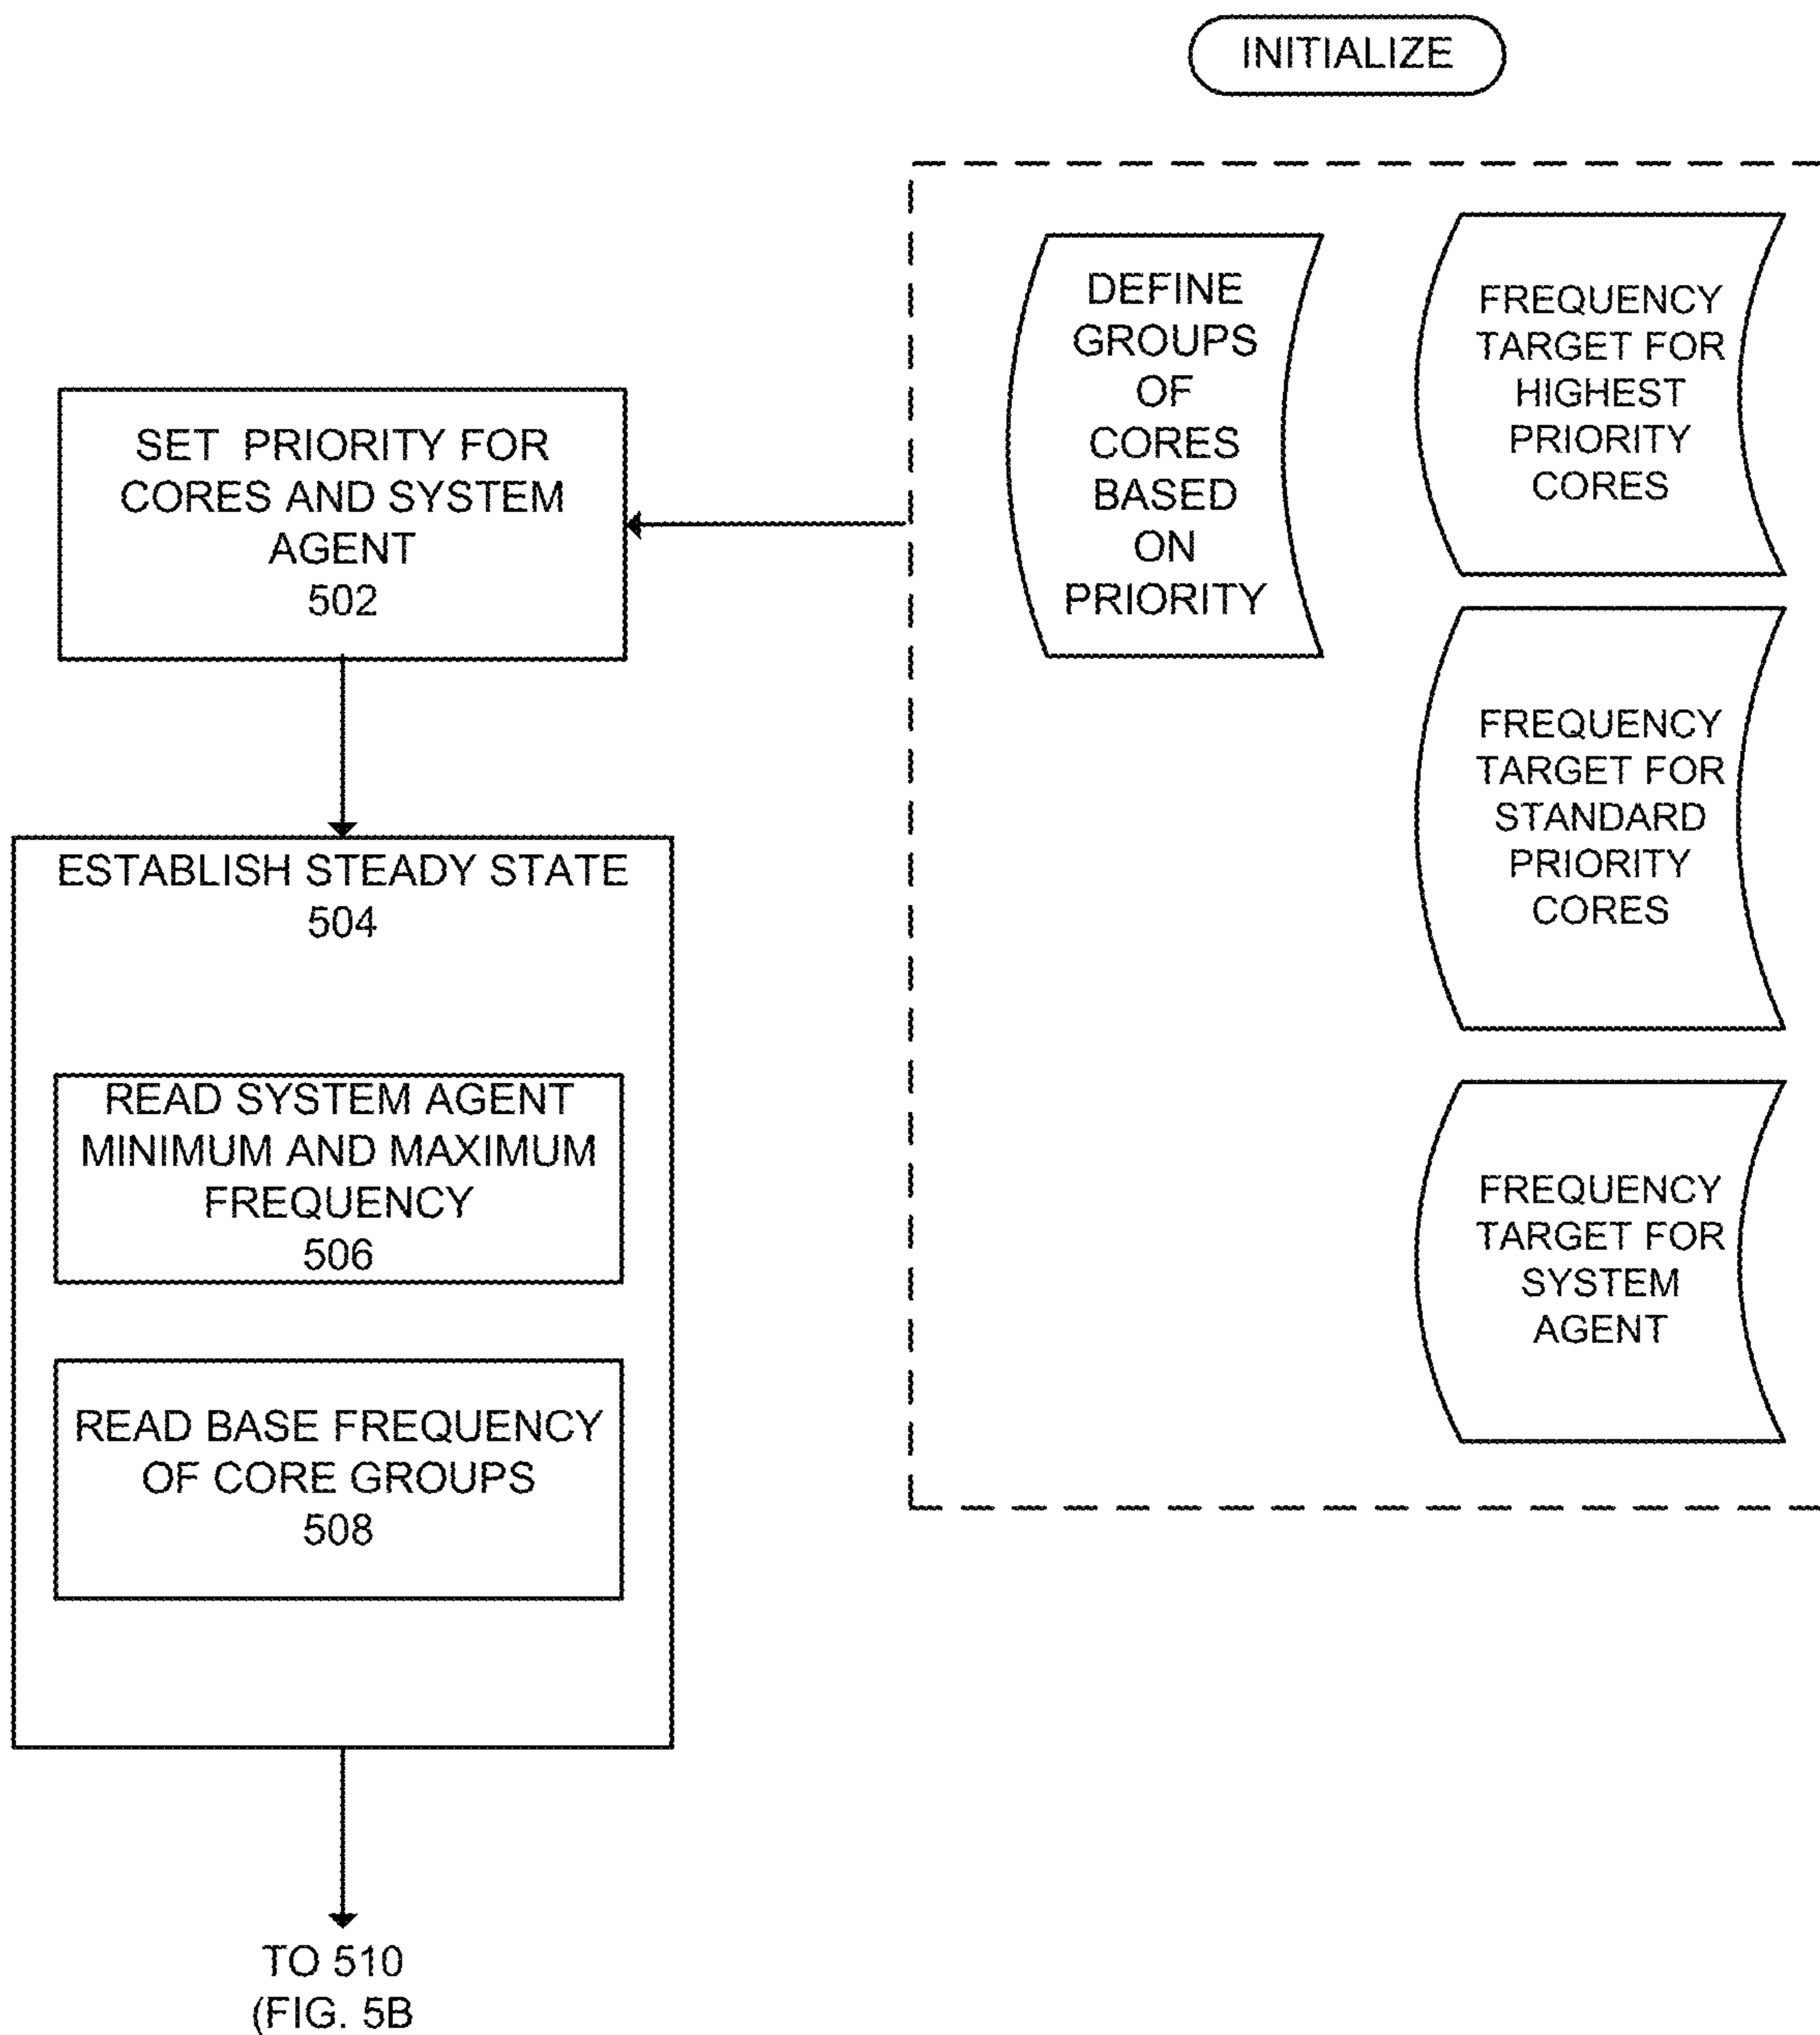 INITIALIZE
SET PRIORITY FOR
CORES AND SYSTEM
AGENT
502
ESTABLISH STEADY STATE
504
READ SYSTEM AGENT
MINIMUM AND MAXIMUM
FREQUENCY
506
READ BASE FREQUENCY
OF CORE GROUPS
508
TO 510
(FIG. 5B
DEFINE
GROUPS
OF
CORES
BASED
ON
PRIORITY
FREQUENCY
TARGET FOR
HIGHEST
PRIORITY
CORES
FREQUENCY
TARGET FOR
STANDARD
PRIORITY
CORES
FREQUENCY
TARGET FOR
SYSTEM
AGENT